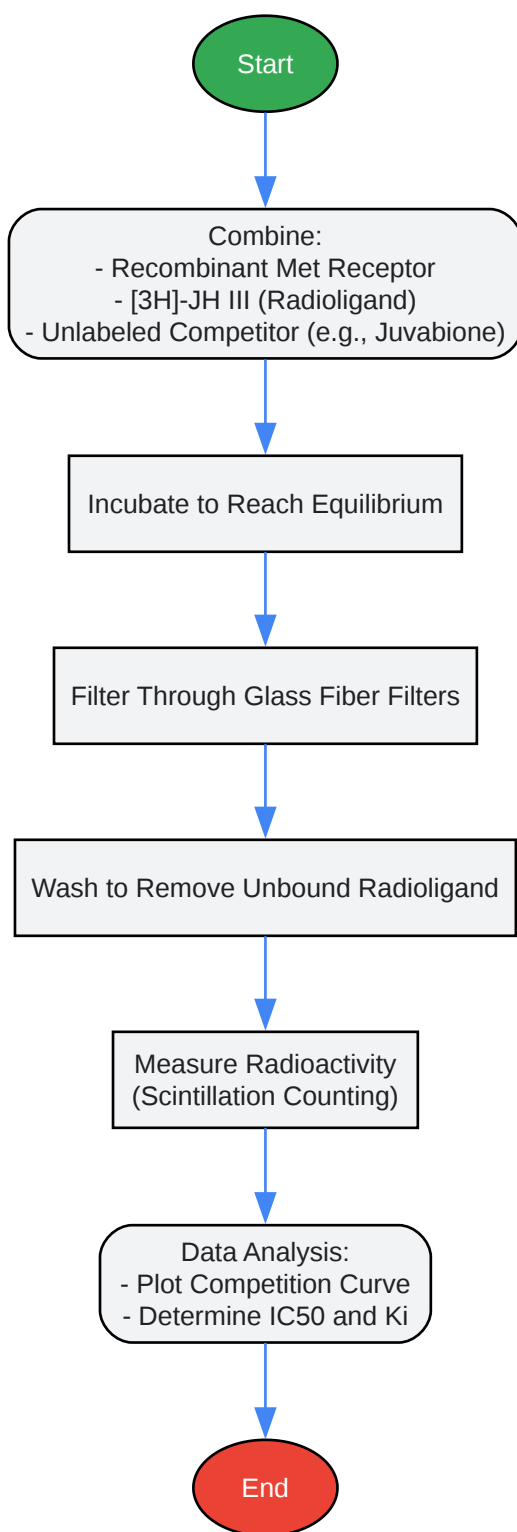 Start
Combine:
- Recombinant Met Receptor
- [3H]-JH III (Radioligand)
- Unlabeled Competitor (e.g., Juvabione)
Incubate to Reach Equilibrium
Filter Through Glass Fiber Filters
Wash to Remove Unbound Radioligand
Measure Radioactivity
(Scintillation Counting)
Data Analysis:
- Plot Competition Curve
- Determine IC50 and Ki
End